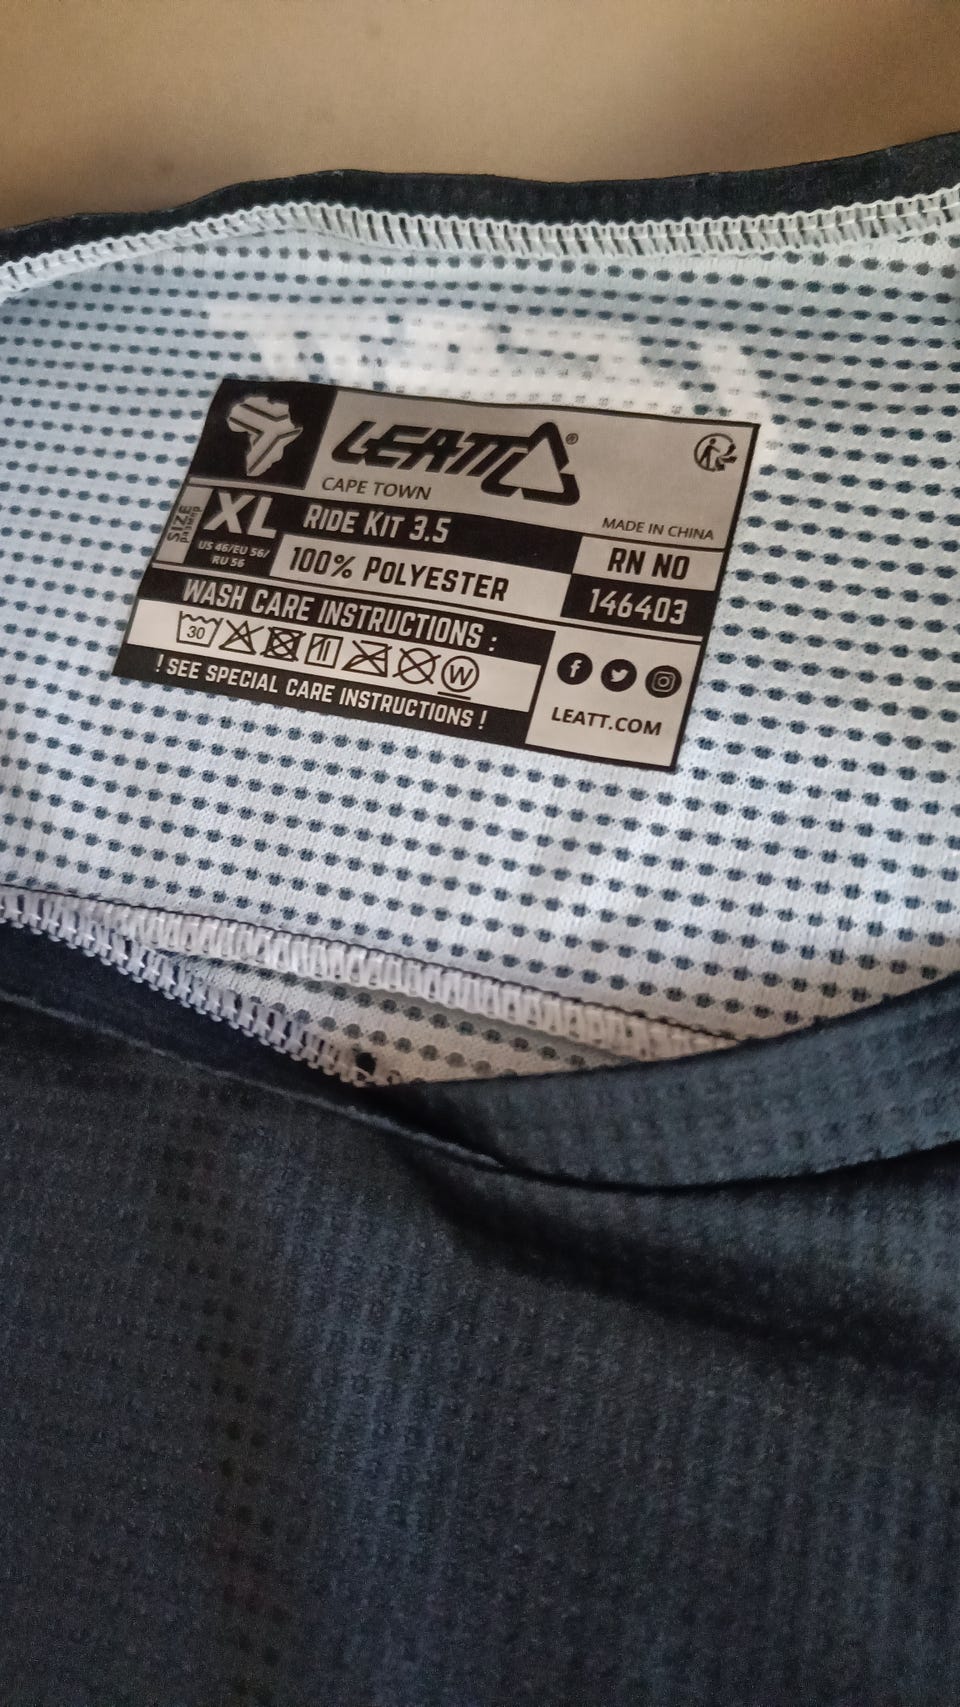 LEATT®
CAPE TOWN
MADE IN CHINA
SIZE
XL
US 46/EU 56/
RU 56
RIDE KIT 3.5
100% POLYESTER
RN NO
146403
WASH CARE INSTRUCTIONS :
30
W
! SEE SPECIAL CARE INSTRUCTIONS !
LEATT.COM